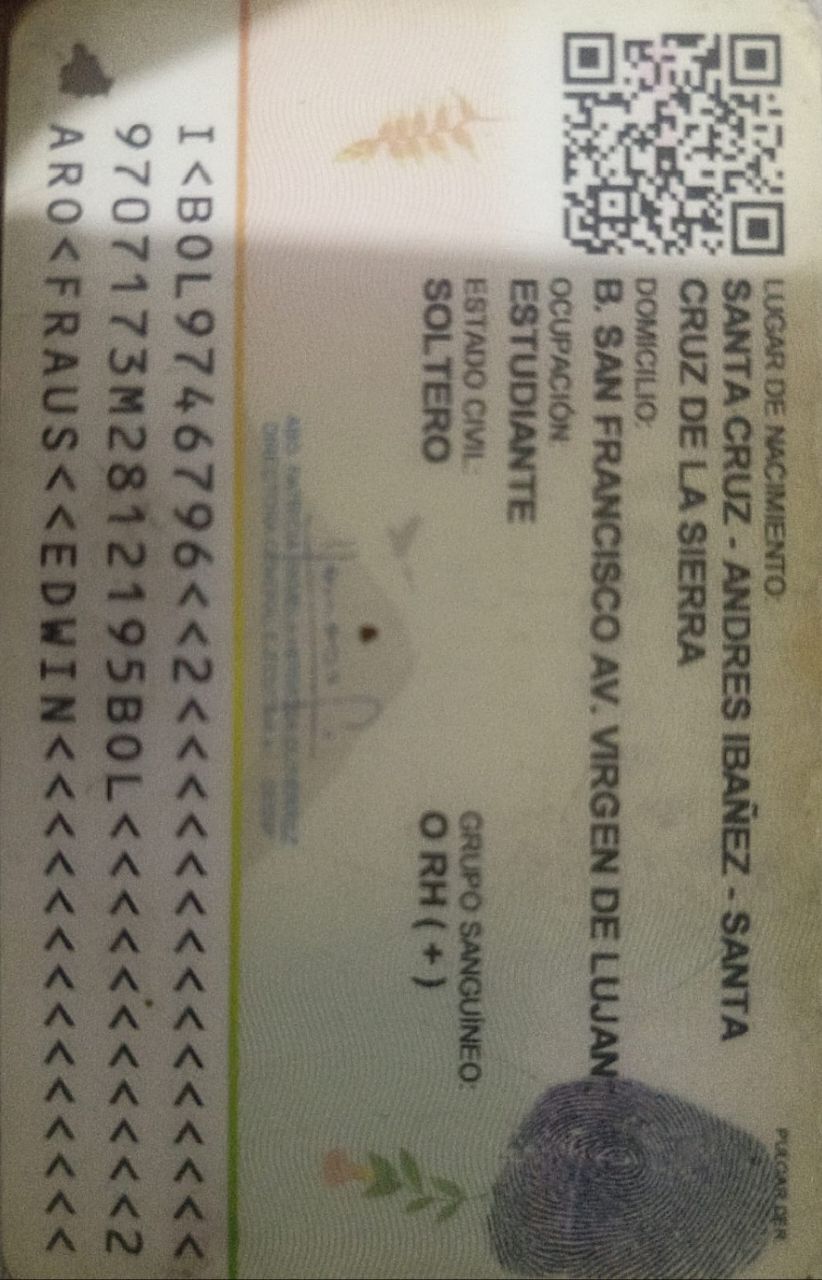 LUGAR DE NACIMIENTO:
SANTA CRUZ - ANDRES IBAÑEZ - SANTA
CRUZ DE LA SIERRA
DOMICILIO:
B. SAN FRANCISCO AV. VIRGEN DE LUJAN
OCUPACIÓN:
ESTUDIANTE
ESTADO CIVIL:
SOLTERO
GRUPO SANGUÍNEO:
O RH ( + )
PULGAR DER
I<BOL9746796<<2<<<<<<<<<<<<<<<
9707173M2812195BOL<<<<<<<<<<<2
ARO<FRAUS<<EDWIN<<<<<<<<<<<<<<